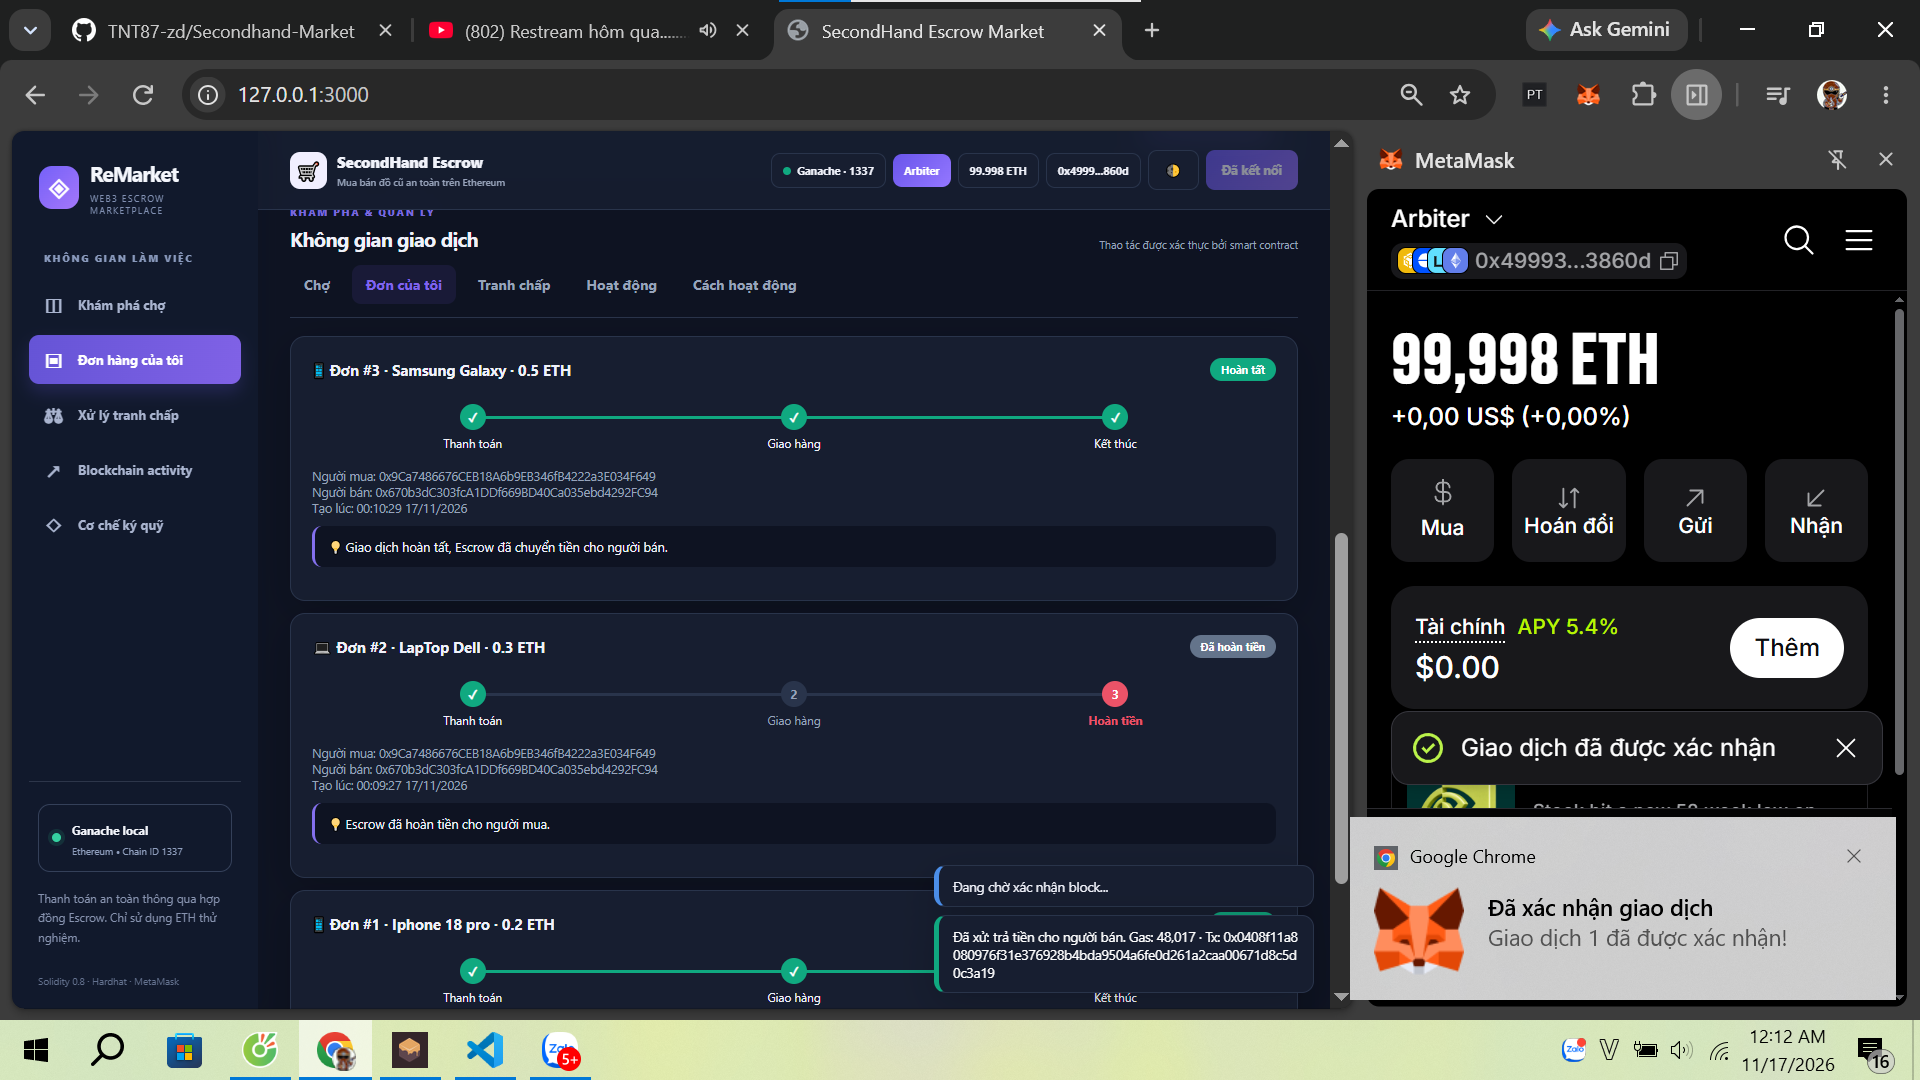 TNT87-zd/Secondhand-Market
(802) Restream hôm qua......
SecondHand Escrow Market
Ask Gemini
127.0.0.1:3000
PT
ReMarket
WEB3 ESCROW
MARKETPLACE
KHÔNG GIAN LÀM VIỆC
Khám phá chợ
Đơn hàng của tôi
Xử lý tranh chấp
Blockchain activity
Cơ chế ký quỹ
Ganache local
Ethereum • Chain ID 1337
Thanh toán an toàn thông qua hợp
đồng Escrow. Chỉ sử dụng ETH thử
nghiệm.
Solidity 0.8 · Hardhat · MetaMask
SecondHand Escrow
Mua bán đồ cũ an toàn trên Ethereum
Ganache · 1337
Arbiter
99.998 ETH
0x4999...860d
Đã kết nối
KHÁM PHÁ & QUẢN LÝ
Không gian giao dịch
Thao tác được xác thực bởi smart contract
Chợ
Đơn của tôi
Tranh chấp
Hoạt động
Cách hoạt động
Đơn #3 · Samsung Galaxy · 0.5 ETH
Hoàn tất
Thanh toán
Giao hàng
Kết thúc
Người mua: 0x9Ca7486676CEB18A6b9EB346fB4222a3E034F649
Người bán: 0x670b3dC303fcA1DDf669BD40Ca035ebd4292FC94
Tạo lúc: 00:10:29 17/11/2026
Giao dịch hoàn tất, Escrow đã chuyển tiền cho người bán.
Đơn #2 · LapTop Dell · 0.3 ETH
Đã hoàn tiền
2
3
Thanh toán
Giao hàng
Hoàn tiền
Người mua: 0x9Ca7486676CEB18A6b9EB346fB4222a3E034F649
Người bán: 0x670b3dC303fcA1DDf669BD40Ca035ebd4292FC94
Tạo lúc: 00:09:27 17/11/2026
Escrow đã hoàn tiền cho người mua.
Đơn #1 · Iphone 18 pro · 0.2 ETH
Thanh toán
Giao hàng
Kết thúc
Đang chờ xác nhận block...
Đã xử: trả tiền cho người bán. Gas: 48,017 · Tx: 0x0408f11a8
080976f31e376928b4bda9504a6fe0d261a2caa00671d8c5d
0c3a19
MetaMask
Arbiter
0x49993...3860d
99,998 ETH
+0,00 US$ (+0,00%)
Mua
Hoán đổi
Gửi
Nhận
Tài chính APY 5.4%
$0.00
Thêm
Giao dịch đã được xác nhận
Google Chrome
Đã xác nhận giao dịch
Giao dịch 1 đã được xác nhận!
Zalo
5+
Zalo
V
12:12 AM
11/17/2026
16